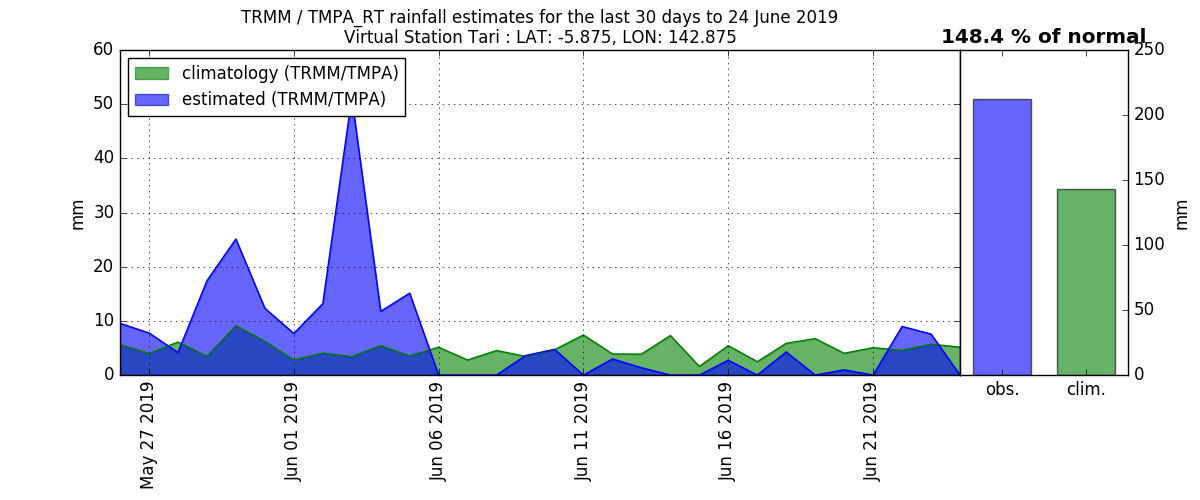 TRMM / TMPA_RT rainfall estimates for the last 30 days to 24 June 2019
Virtual Station Tari : LAT: -5.875, LON: 142.875
148.4 % of normal
climatology (TRMM/TMPA)
estimated (TRMM/TMPA)
60
50
40
30
20
10
0
mm
May 27 2019
Jun 01 2019
Jun 06 2019
Jun 11 2019
Jun 16 2019
Jun 21 2019
obs.
clim.
250
200
150
100
50
0
mm